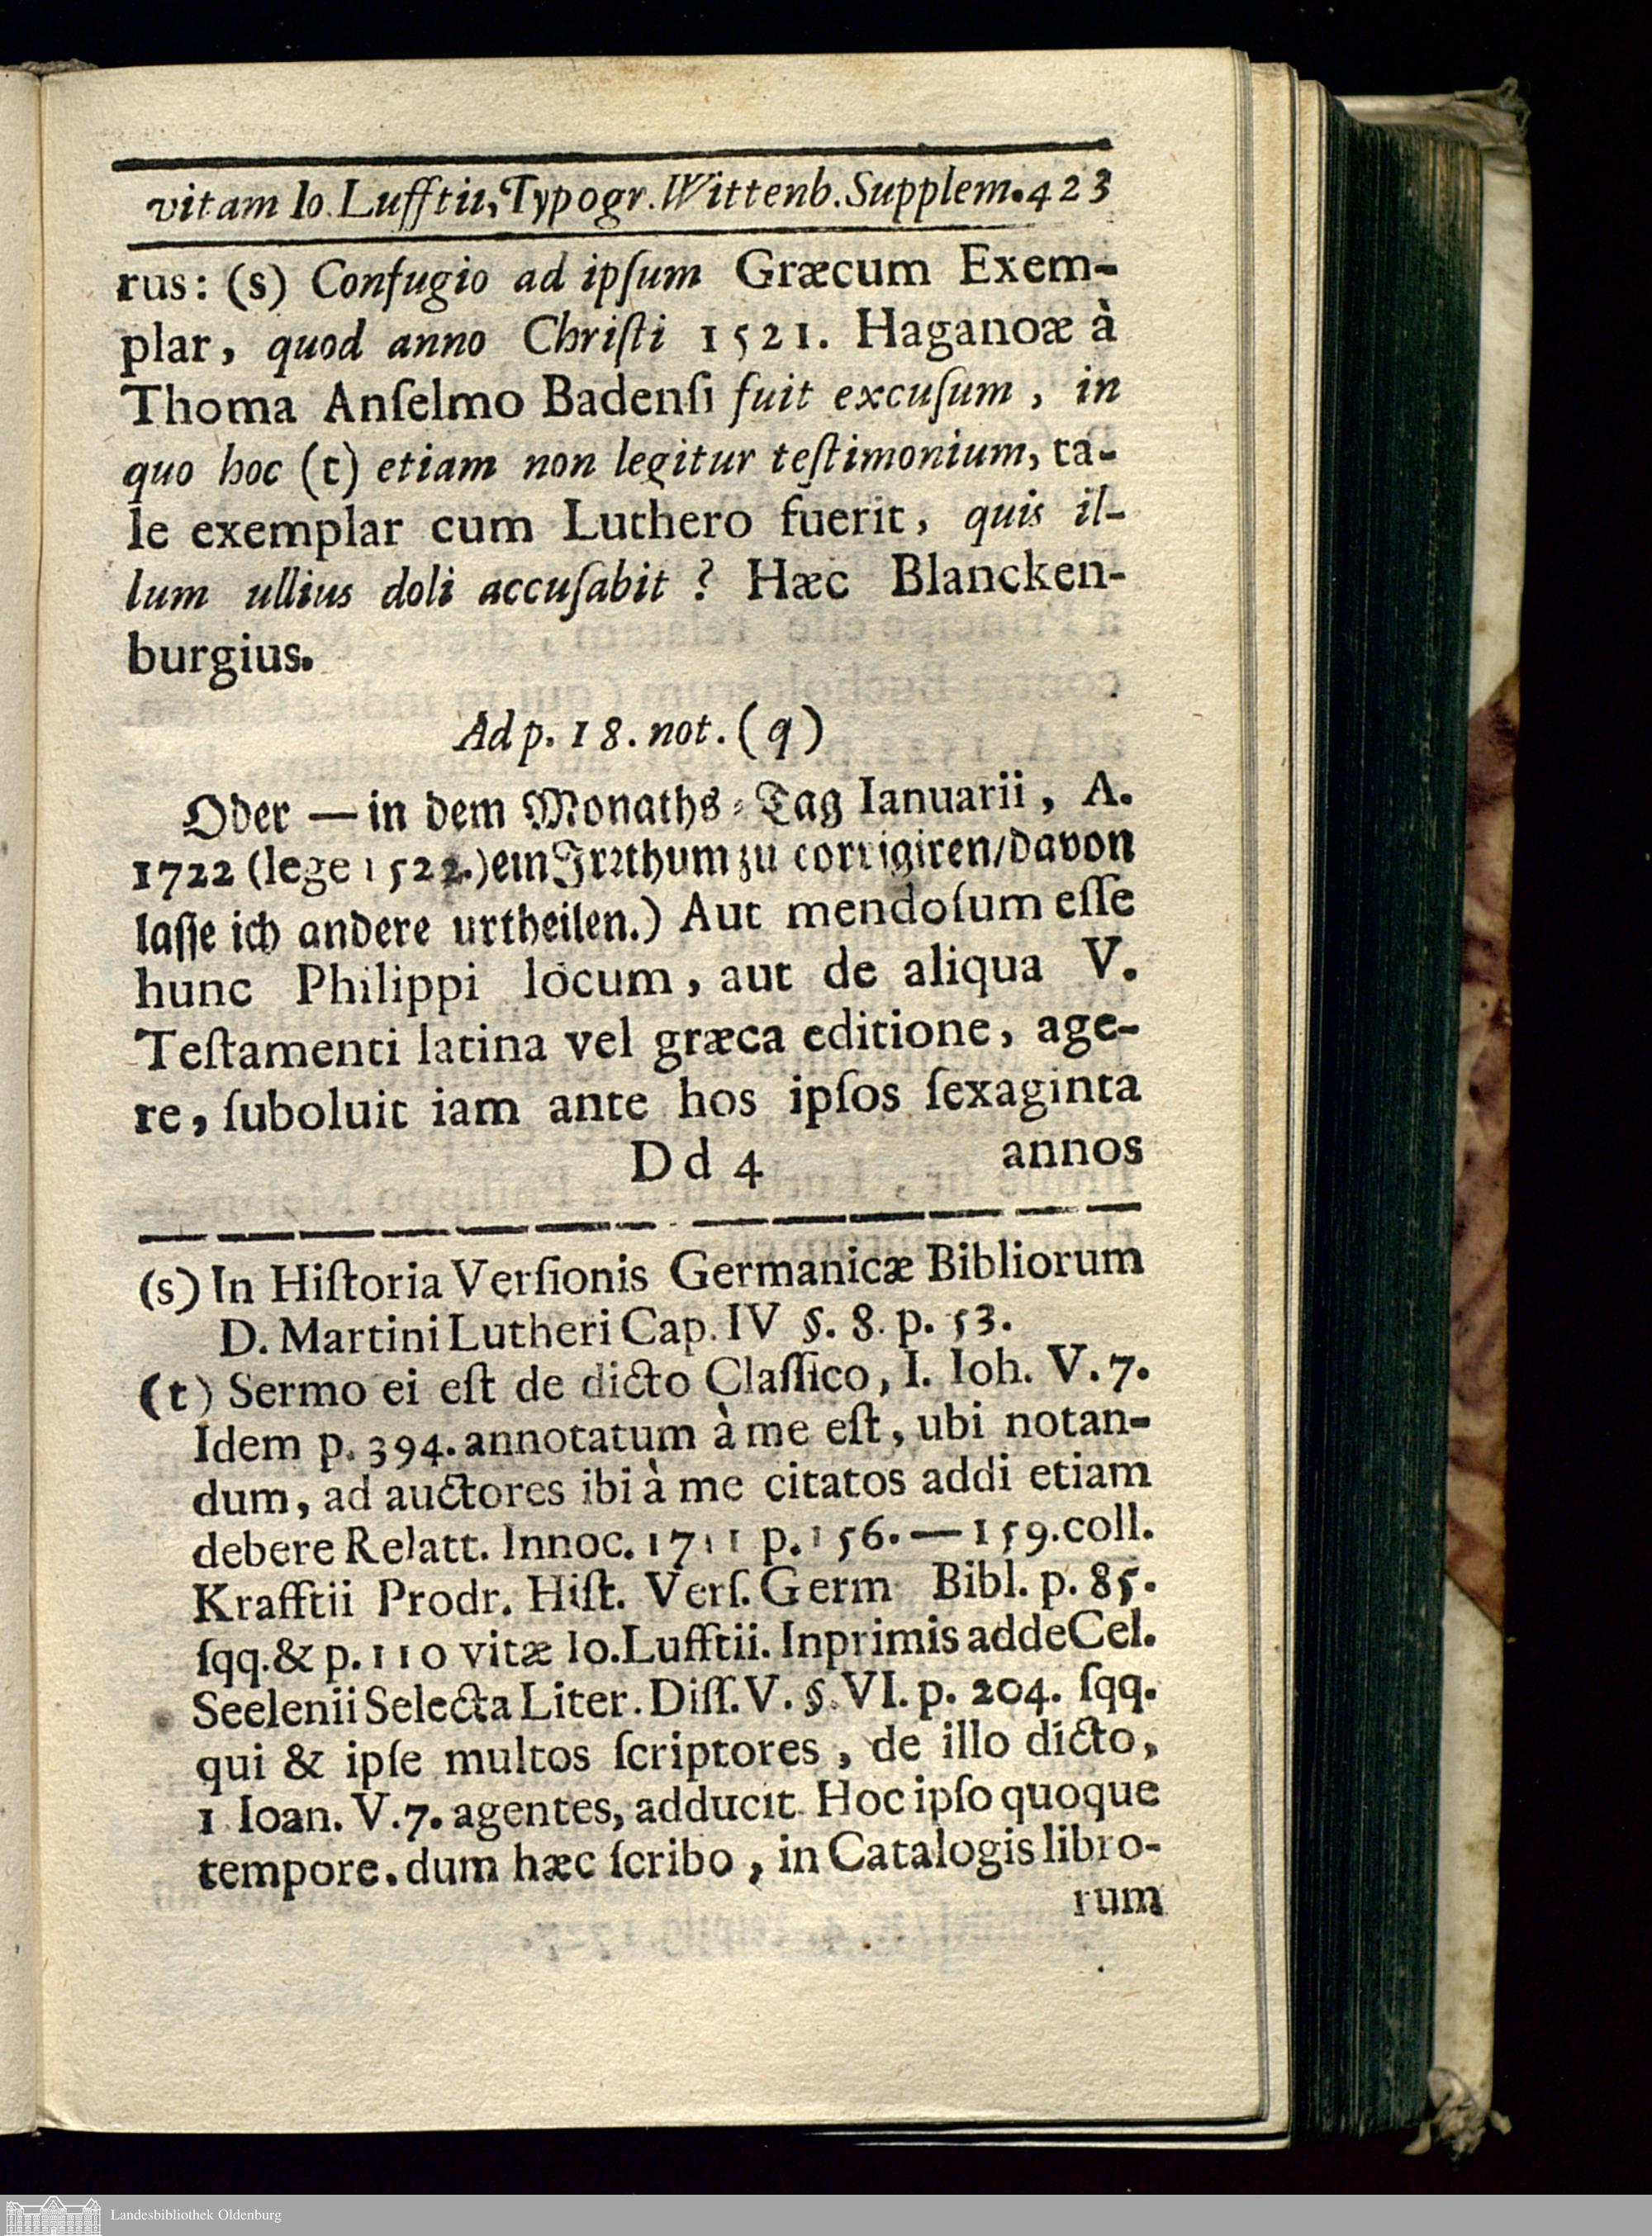 vitam Io. Lufftii, Typogr. Wittenb. Supplem. 423
rus: (s) Confugio ad ipſum Græcum Exem-
plar, quod anno Chriſti 1521. Haganoæ à
Thoma Anſelmo Badenſi fuit excuſum, in
quo hoc (t) etiam non legitur teſtimonium, ta-
le exemplar cum Luthero fuerit, quis il-
lum ullius doli accuſabit? Hæc Blancken-
burgius.
Ad p. 18. not. (q)
Oder — in dem Monaths-Tag Ianuarii, A.
1722 (lege 1522.) ein Irrthum zu corrigiren/davon
laſſe ich andere urtheilen.) Aut mendoſum eſſe
hunc Philippi locum, aut de aliqua V.
Teſtamenti latina vel græca editione, age-
re, ſuboluit iam ante hos ipſos ſexaginta
Dd 4 annos
(s) In Hiſtoria Verſionis Germanicæ Bibliorum
D. Martini Lutheri Cap. IV §. 8. p. 53.
(t) Sermo ei eſt de dicto Claſſico, I. Ioh. V. 7.
Idem p. 394. annotatum à me eſt, ubi notan-
dum, ad auctores ibi à me citatos addi etiam
debere Relatt. Innoc. 1711 p. 156. — 159. coll.
Krafftii Prodr. Hiſt. Verſ. Germ Bibl. p. 85.
ſqq. & p. 110 vitæ Io. Lufftii. Inprimis adde Cel.
Seelenii Selecta Liter. Diſſ. V. §. VI. p. 204. ſqq.
qui & ipſe multos ſcriptores, de illo dicto,
1 Ioan. V. 7. agentes, adducit. Hoc ipſo quoque
tempore. dum hæc ſcribo, in Catalogis libro-
rum
Landesbibliothek Oldenburg